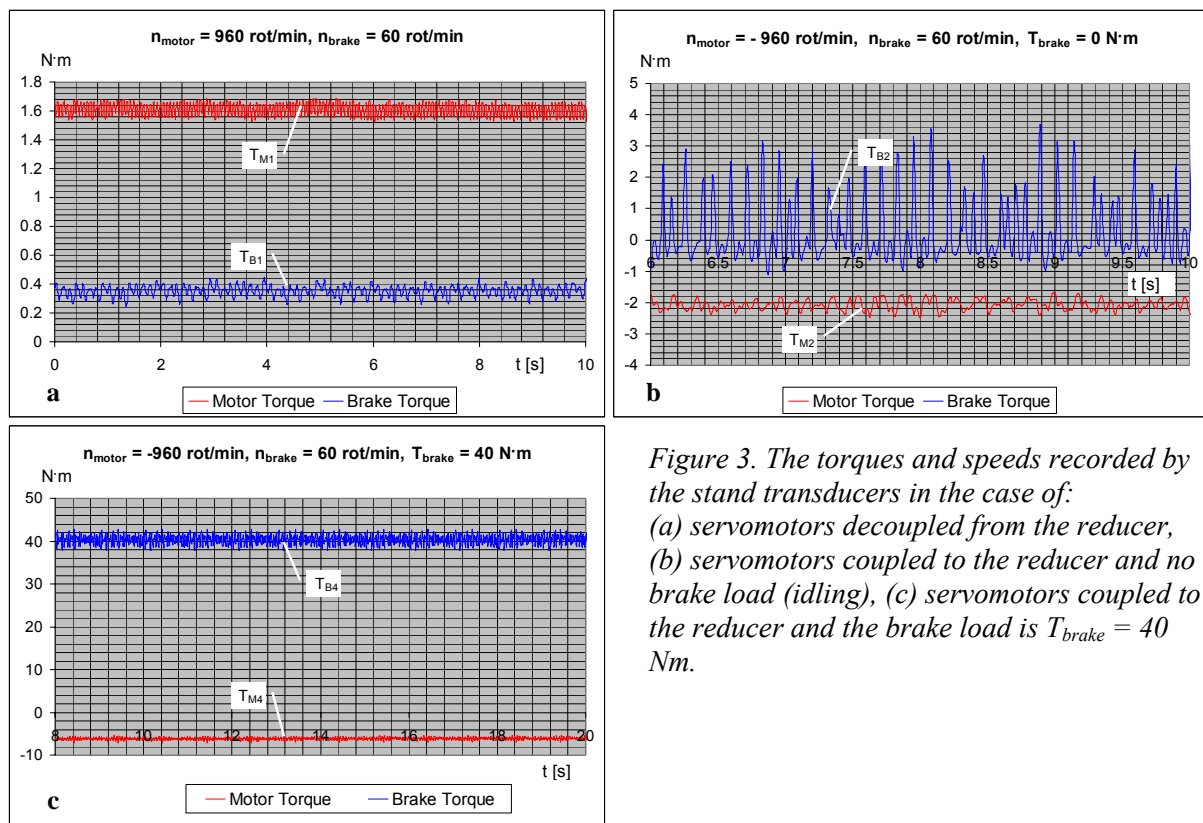 n_motor = 960 rot/min, n_brake = 60 rot/min
N·m
1.8
1.6
1.4
1.2
1
0.8
0.6
0.4
0.2
0
T_M1
T_B1
0 2 4 6 8 10
t [s]
a
Motor Torque Brake Torque
n_motor = - 960 rot/min, n_brake = 60 rot/min, T_brake = 0 N·m
N·m
5
4
3
2
1
0
-1
-2
-3
-4
T_B2
6 6.5 7 7.5 8 8.5 9 9.5 10
t [s]
T_M2
b
Motor Torque Brake Torque
n_motor = -960 rot/min, n_brake = 60 rot/min, T_brake = 40 N·m
N·m
50
40
30
20
10
0
-10
T_B4
T_M4
8 10 12 14 16 18 20
t [s]
c
Motor Torque Brake Torque
Figure 3. The torques and speeds recorded by
the stand transducers in the case of:
(a) servomotors decoupled from the reducer,
(b) servomotors coupled to the reducer and no
brake load (idling), (c) servomotors coupled to
the reducer and the brake load is T_brake = 40
Nm.